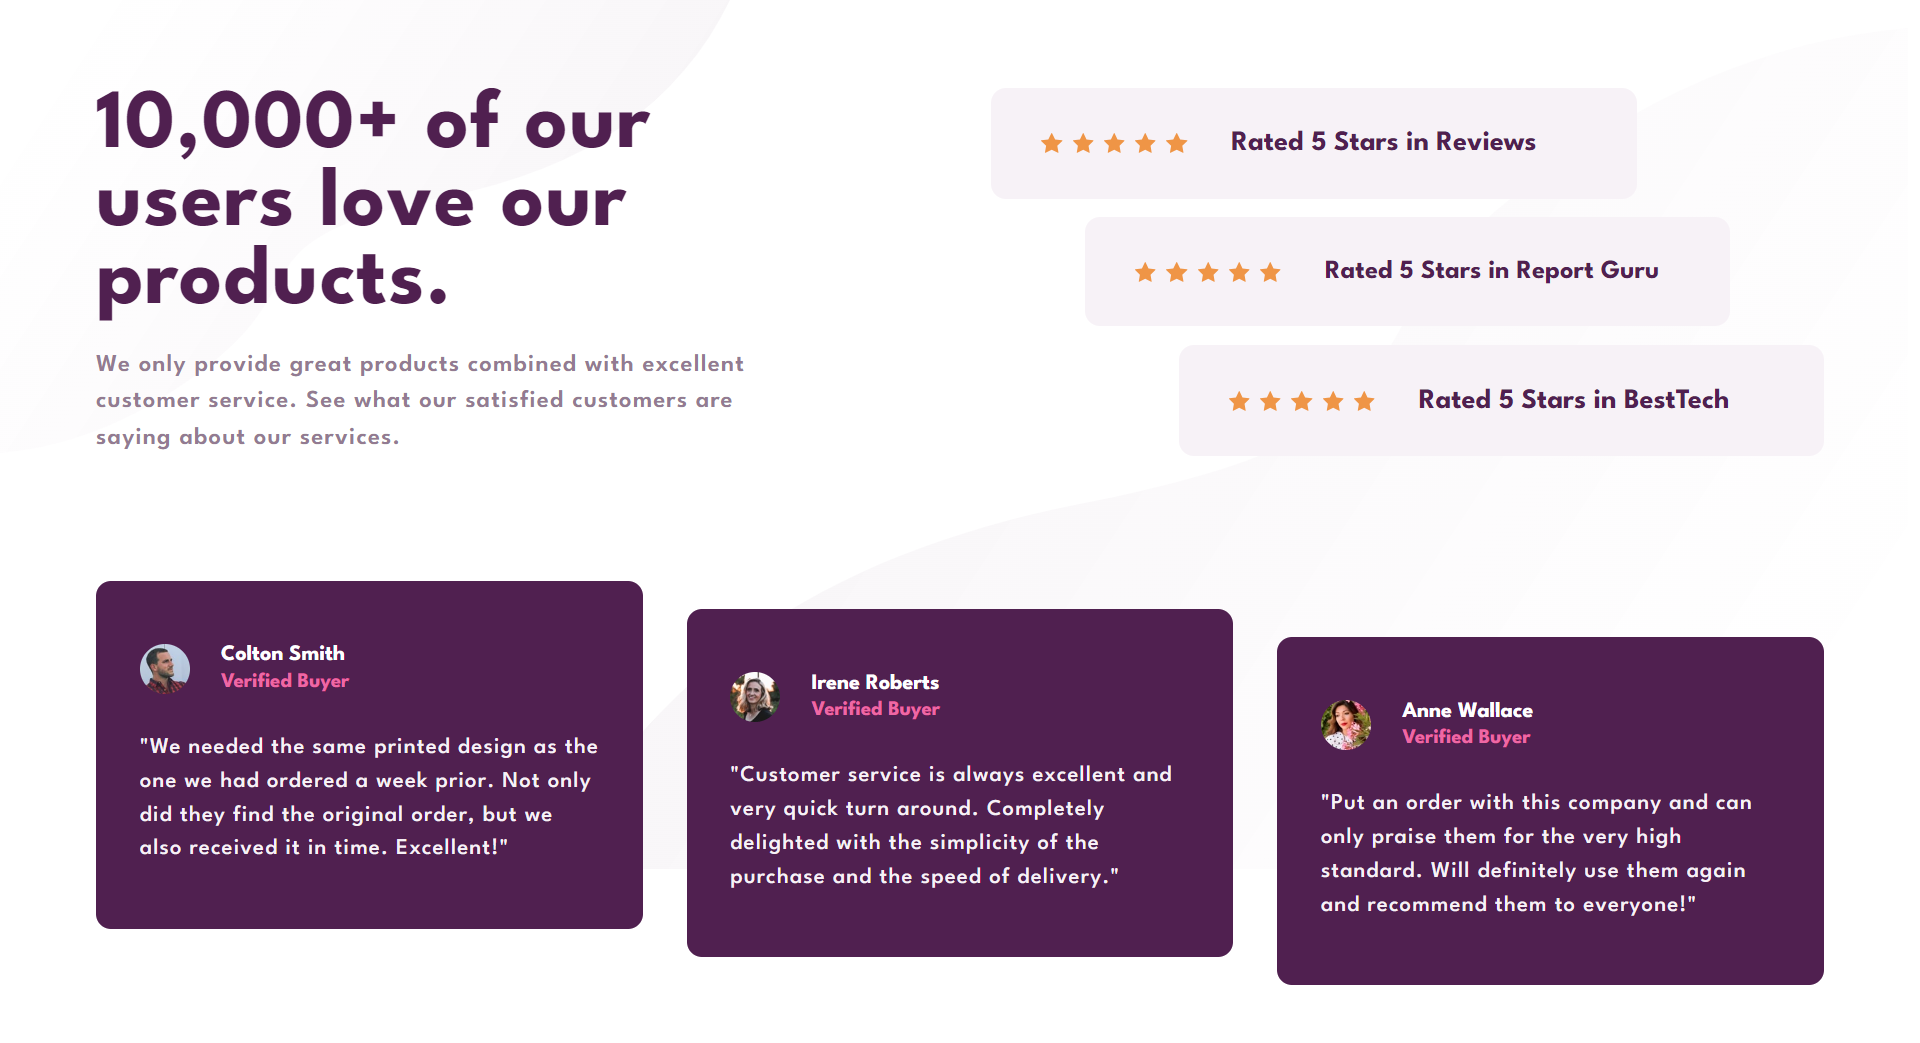 10,000+ of our
users love our
products.
We only provide great products combined with excellent
customer service. See what our satisfied customers are
saying about our services.
Rated 5 Stars in Reviews
Rated 5 Stars in Report Guru
Rated 5 Stars in BestTech
Colton Smith
Verified Buyer
"We needed the same printed design as the
one we had ordered a week prior. Not only
did they find the original order, but we
also received it in time. Excellent!"
Irene Roberts
Verified Buyer
"Customer service is always excellent and
very quick turn around. Completely
delighted with the simplicity of the
purchase and the speed of delivery."
Anne Wallace
Verified Buyer
"Put an order with this company and can
only praise them for the very high
standard. Will definitely use them again
and recommend them to everyone!"